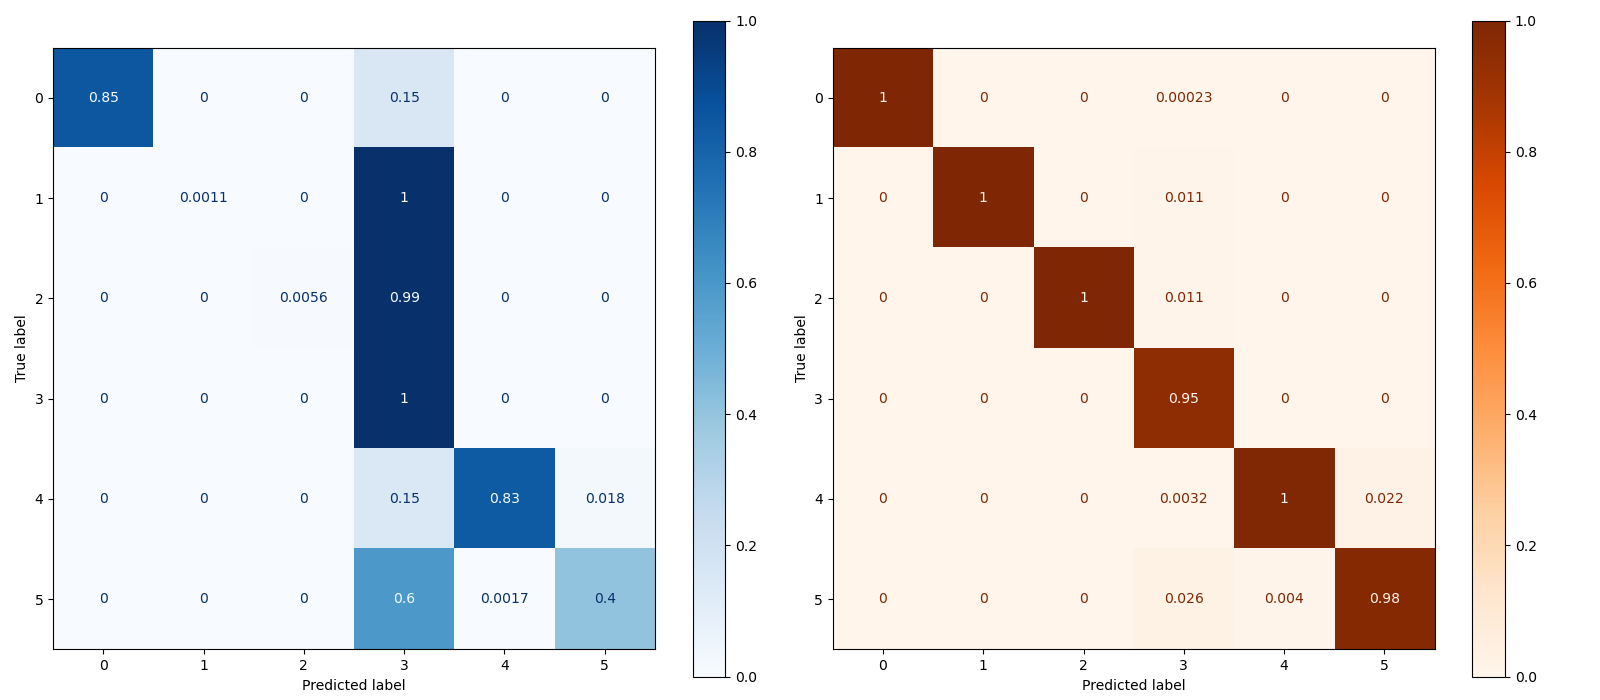 1.0
0 0.85 0 0 0.15 0 0
0.8
1 0 0.0011 0 1 0 0
2 0 0 0.0056 0.99 0 0
0.6
True label
3 0 0 0 1 0 0
0.4
4 0 0 0 0.15 0.83 0.018
0.2
5 0 0 0 0.6 0.0017 0.4
0 1 2 3 4 5
0.0
Predicted label
1.0
0 1 0 0 0.00023 0 0
0.8
1 0 1 0 0.011 0 0
2 0 0 1 0.011 0 0
0.6
True label
3 0 0 0 0.95 0 0
0.4
4 0 0 0 0.0032 1 0.022
0.2
5 0 0 0 0.026 0.004 0.98
0 1 2 3 4 5
0.0
Predicted label